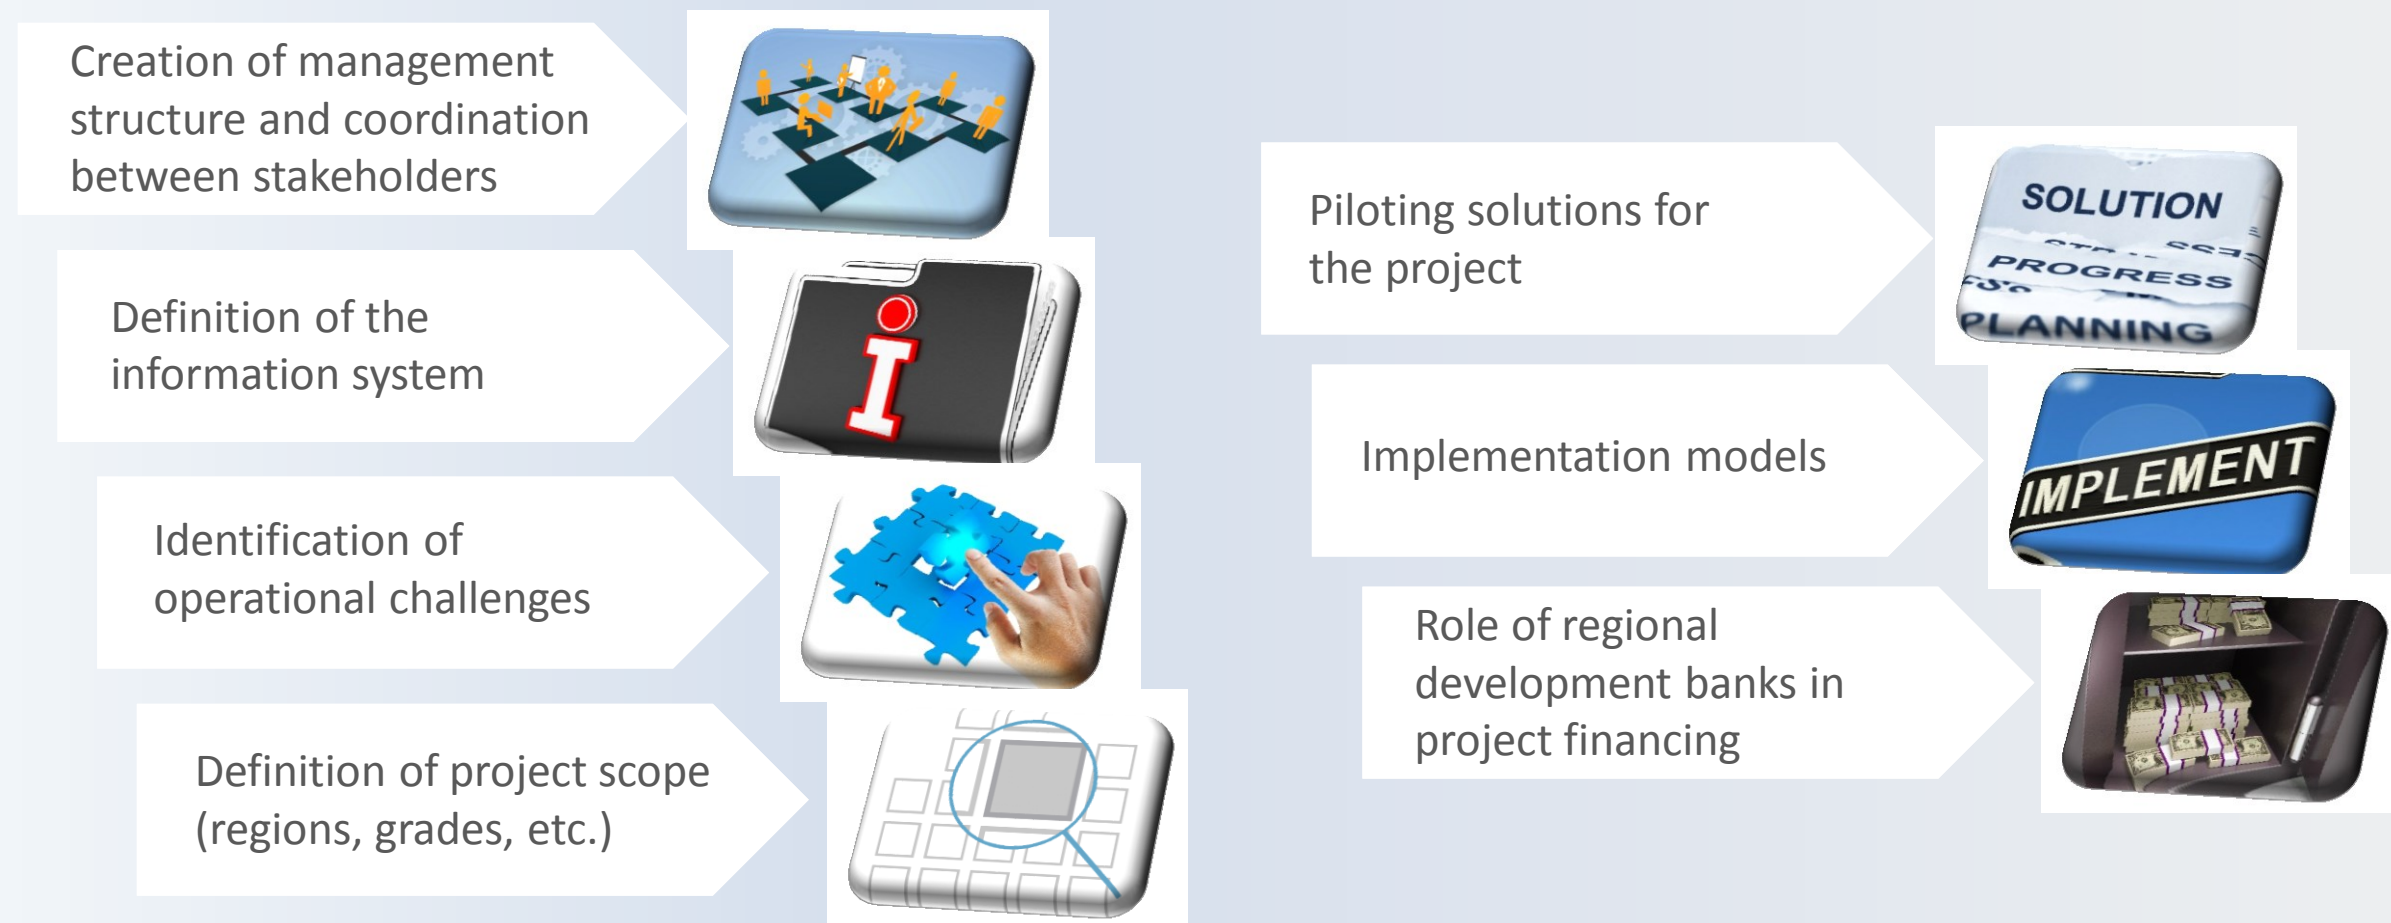 Creation of management
structure and coordination
between stakeholders
Definition of the
information system
Identification of
operational challenges
Definition of project scope
(regions, grades, etc.)
Piloting solutions for
the project
SOLUTION
PROGRESS
PLANNING
Implementation models
IMPLEMENT
Role of regional
development banks in
project financing